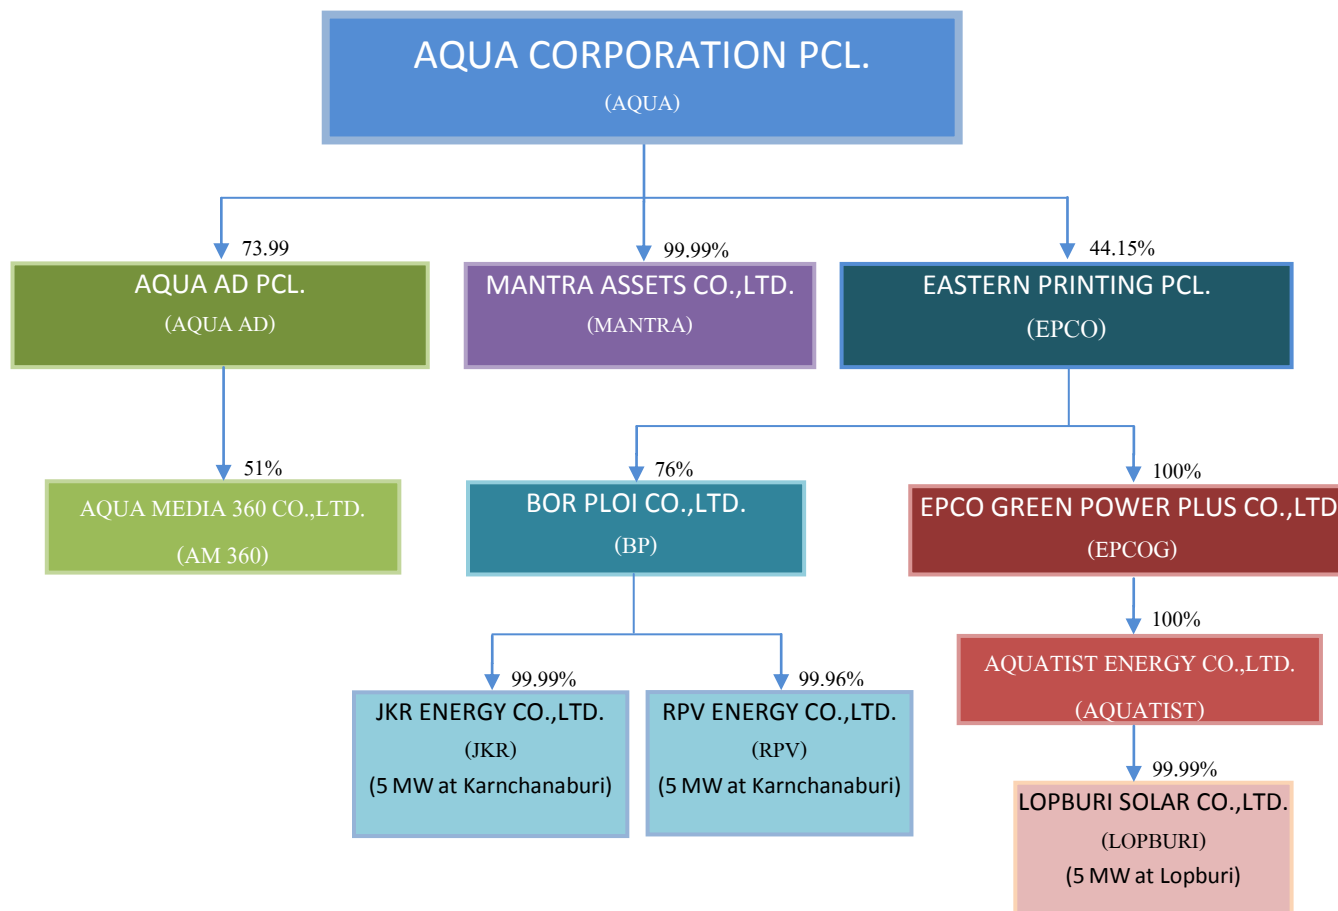 AQUA CORPORATION PCL.
(AQUA)
73.99
99.99%
44.15%
AQUA AD PCL.
(AQUA AD)
MANTRA ASSETS CO.,LTD.
(MANTRA)
EASTERN PRINTING PCL.
(EPCO)
51%
76%
100%
AQUA MEDIA 360 CO.,LTD.
(AM 360)
BOR PLOI CO.,LTD.
(BP)
EPCO GREEN POWER PLUS CO.,LTD
(EPCOG)
100%
AQUATIST ENERGY CO.,LTD.
(AQUATIST)
99.99%
99.96%
JKR ENERGY CO.,LTD.
(JKR)
(5 MW at Karnchanaburi)
RPV ENERGY CO.,LTD.
(RPV)
(5 MW at Karnchanaburi)
99.99%
LOPBURI SOLAR CO.,LTD.
(LOPBURI)
(5 MW at Lopburi)